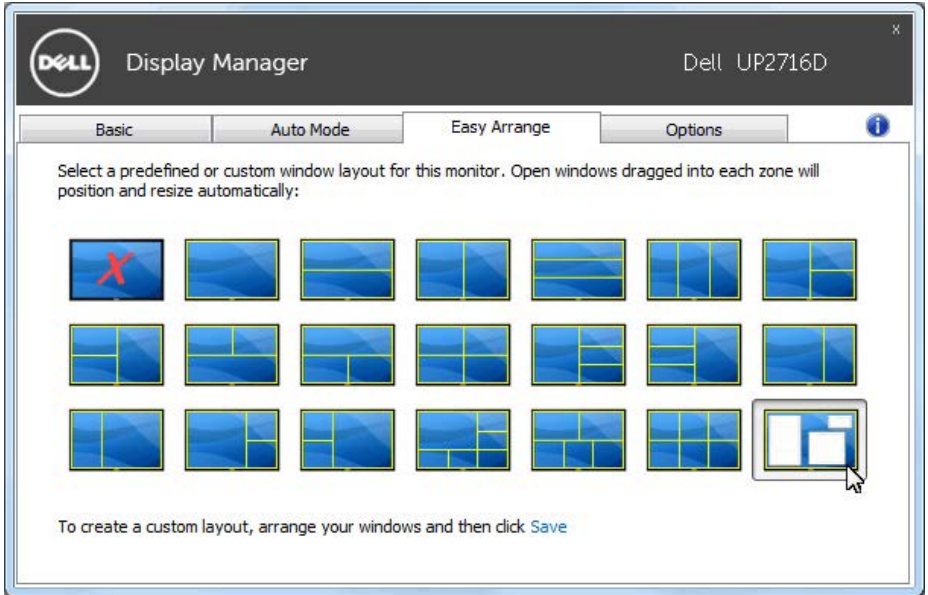 x
DELL Display Manager Dell UP2716D
Basic Auto Mode Easy Arrange Options i
Select a predefined or custom window layout for this monitor. Open windows dragged into each zone will
position and resize automatically:
X
To create a custom layout, arrange your windows and then click Save